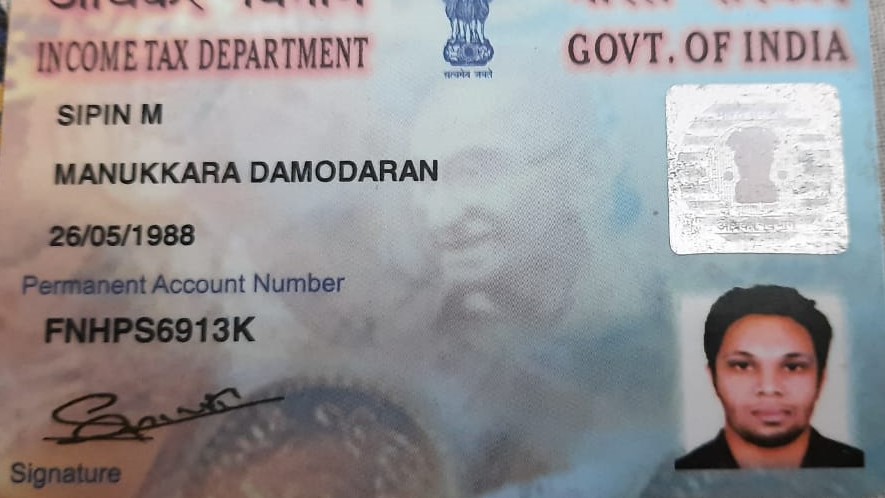 आयकर विभाग
भारत सरकार
INCOME TAX DEPARTMENT
GOVT. OF INDIA
सत्यमेव जयते
SIPIN M
MANUKKARA DAMODARAN
26/05/1988
Permanent Account Number
FNHPS6913K
Signature